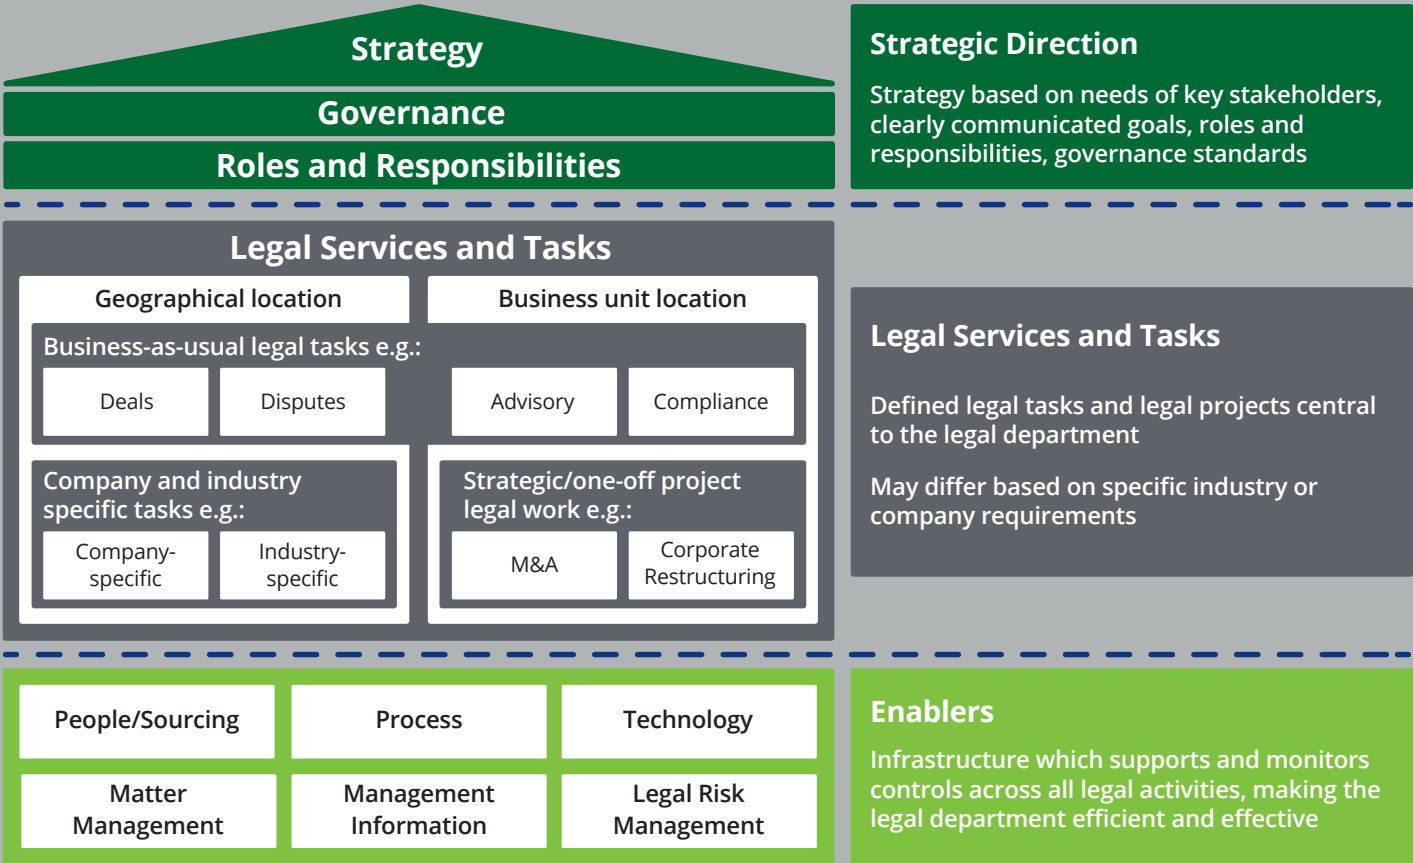 Strategy
Governance
Roles and Responsibilities
Strategic Direction
Strategy based on needs of key stakeholders,
clearly communicated goals, roles and
responsibilities, governance standards
Legal Services and Tasks
Geographical location
Business unit location
Business-as-usual legal tasks e.g.:
Deals
Disputes
Advisory
Compliance
Company and industry
specific tasks e.g.:
Company-
specific
Industry-
specific
Strategic/one-off project
legal work e.g.:
M&A
Corporate
Restructuring
Legal Services and Tasks
Defined legal tasks and legal projects central
to the legal department
May differ based on specific industry or
company requirements
People/Sourcing
Process
Technology
Matter
Management
Management
Information
Legal Risk
Management
Enablers
Infrastructure which supports and monitors
controls across all legal activities, making the
legal department efficient and effective